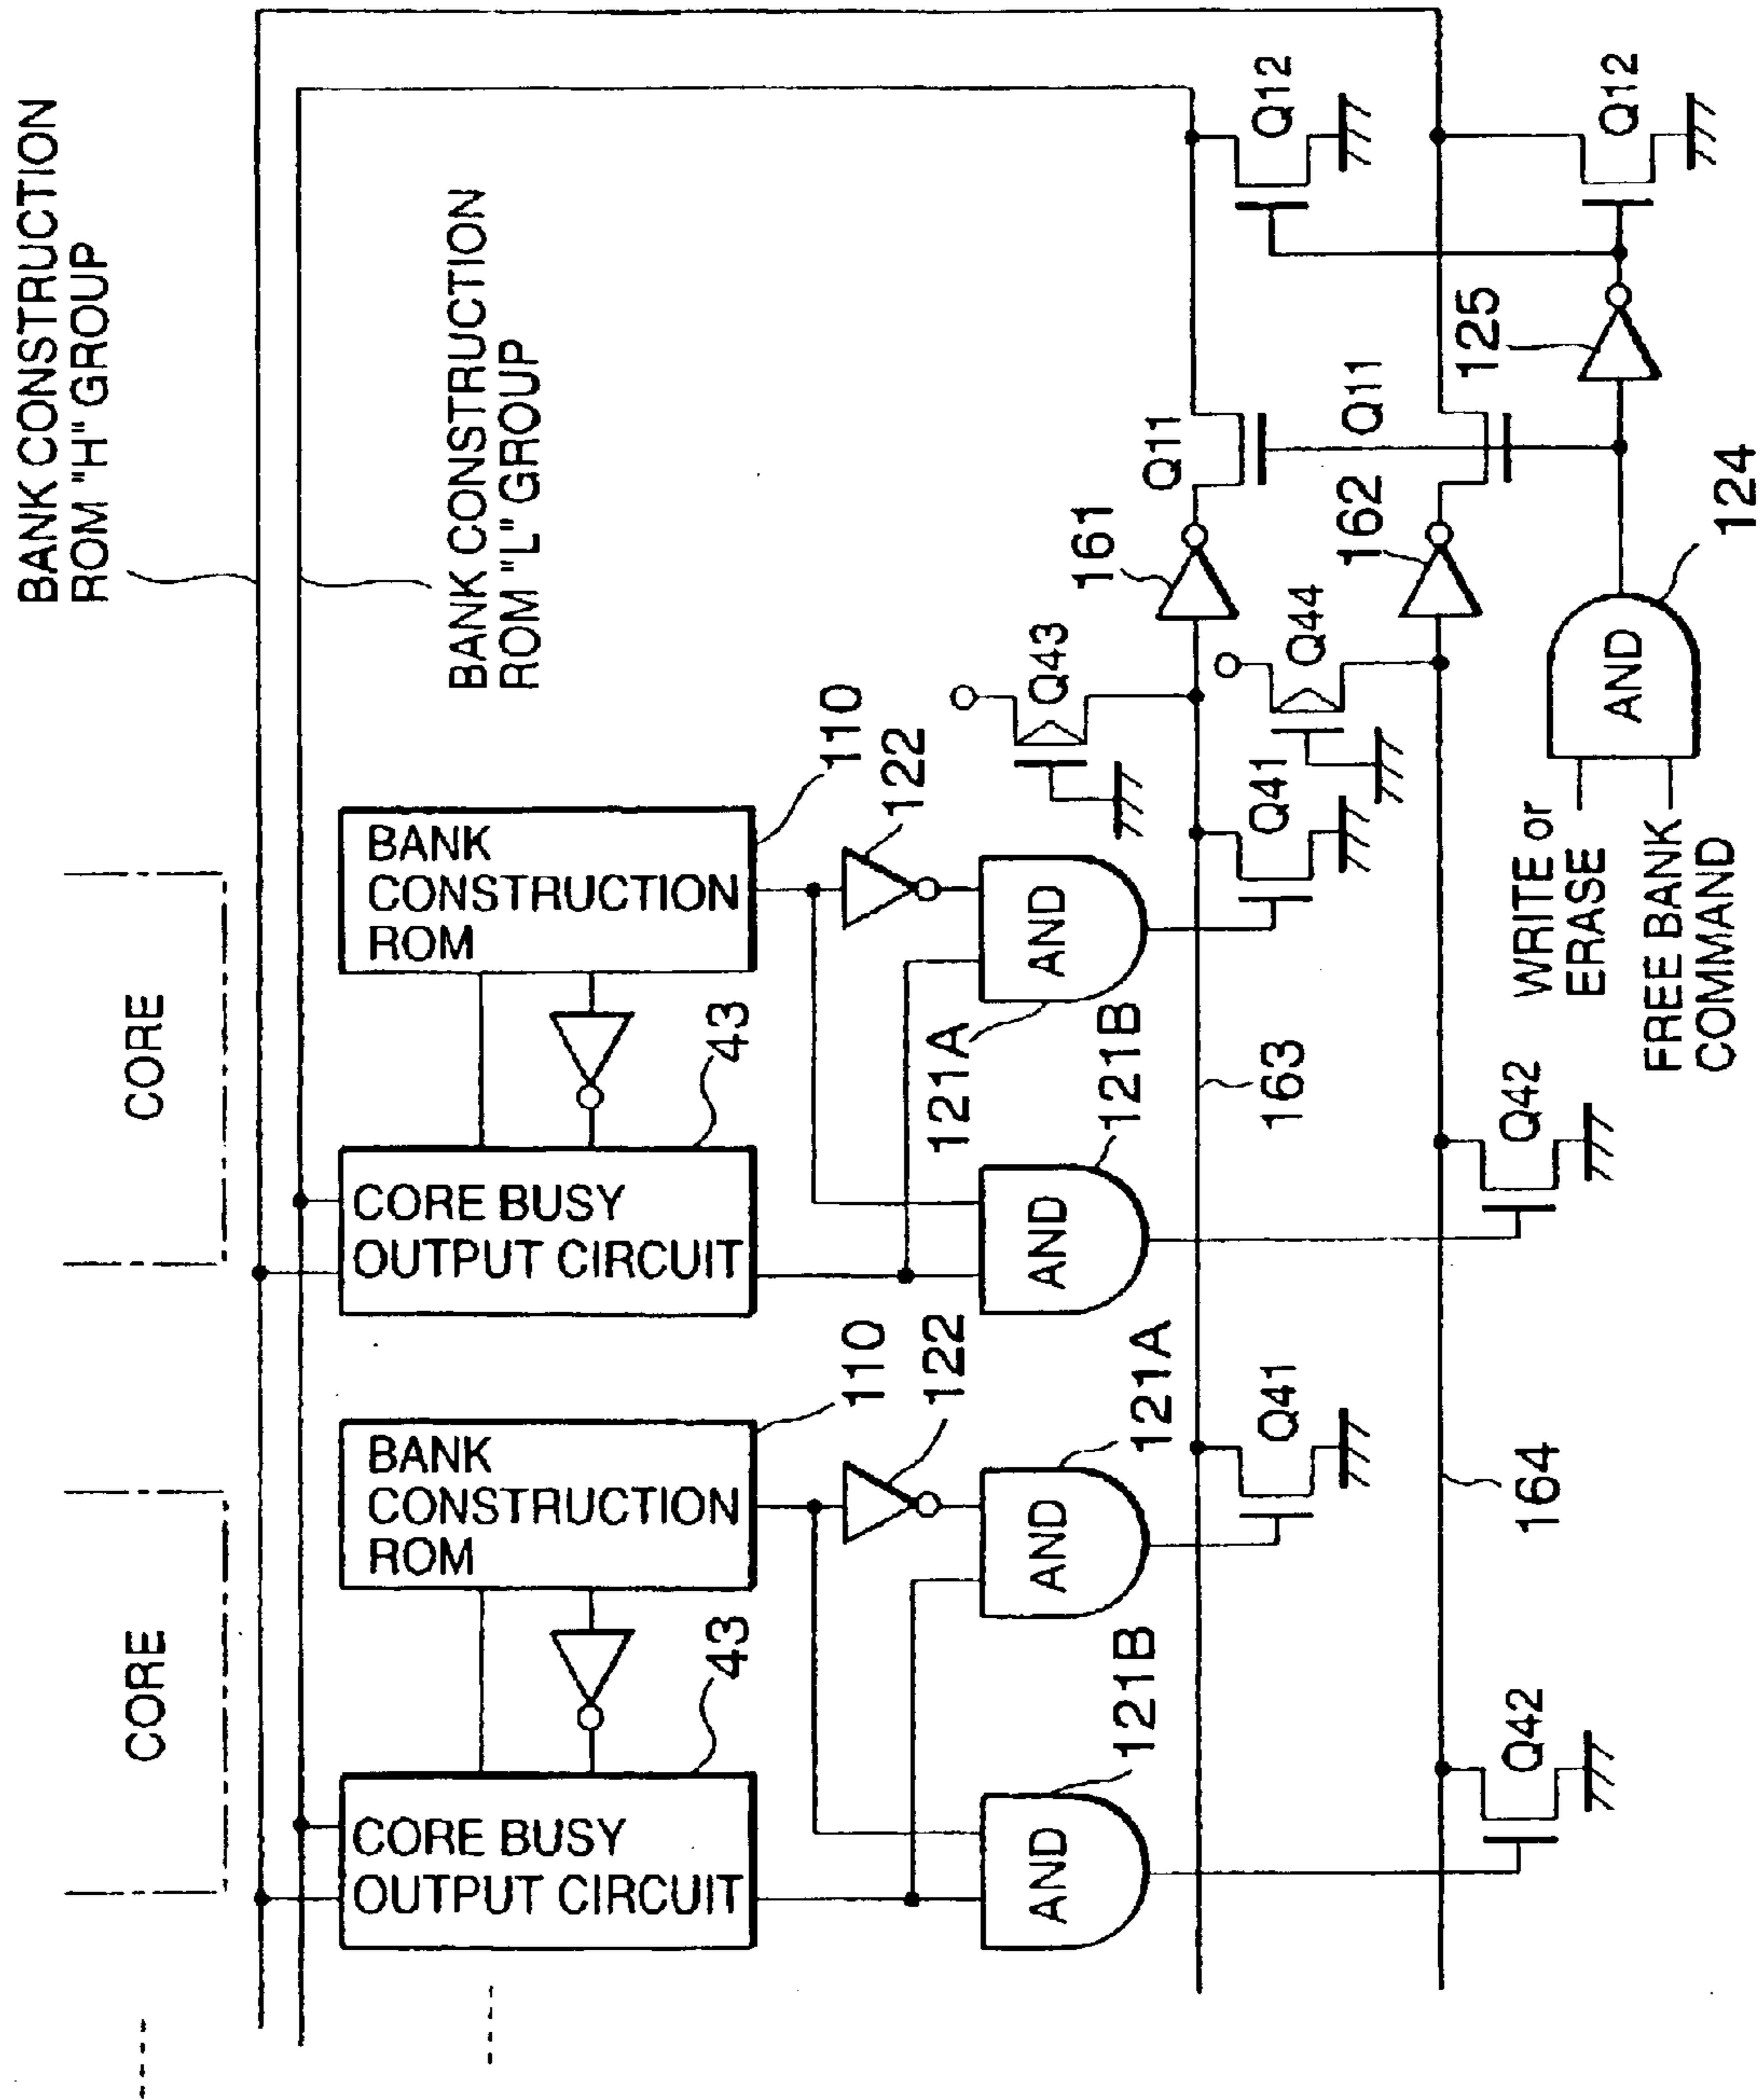 BANK CONSTRUCTION
ROM "H" GROUP
BANK CONSTRUCTION
ROM "L" GROUP
CORE
CORE
BANK
CONSTRUCTION
ROM
110
122
CORE BUSY
OUTPUT CIRCUIT
43
AND
121A
AND
121B
BANK
CONSTRUCTION
ROM
110
122
CORE BUSY
OUTPUT CIRCUIT
43
AND
121A
AND
121B
163
164
Q41
Q42
Q41
Q42
Q43
Q44
161
162
Q11
Q11
Q12
Q12
125
AND
124
WRITE or
ERASE
FREE BANK
COMMAND